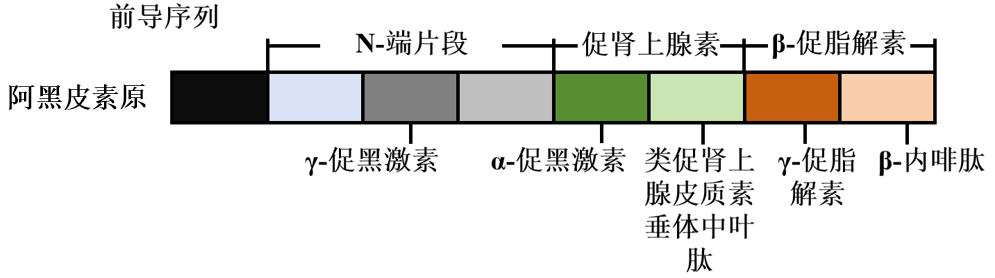 前导序列
N-端片段
促肾上腺素
β-促脂解素
阿黑皮素原
γ-促黑激素
α-促黑激素
类促肾上
腺皮质素
垂体中叶
肽
γ-促脂
解素
β-内啡肽